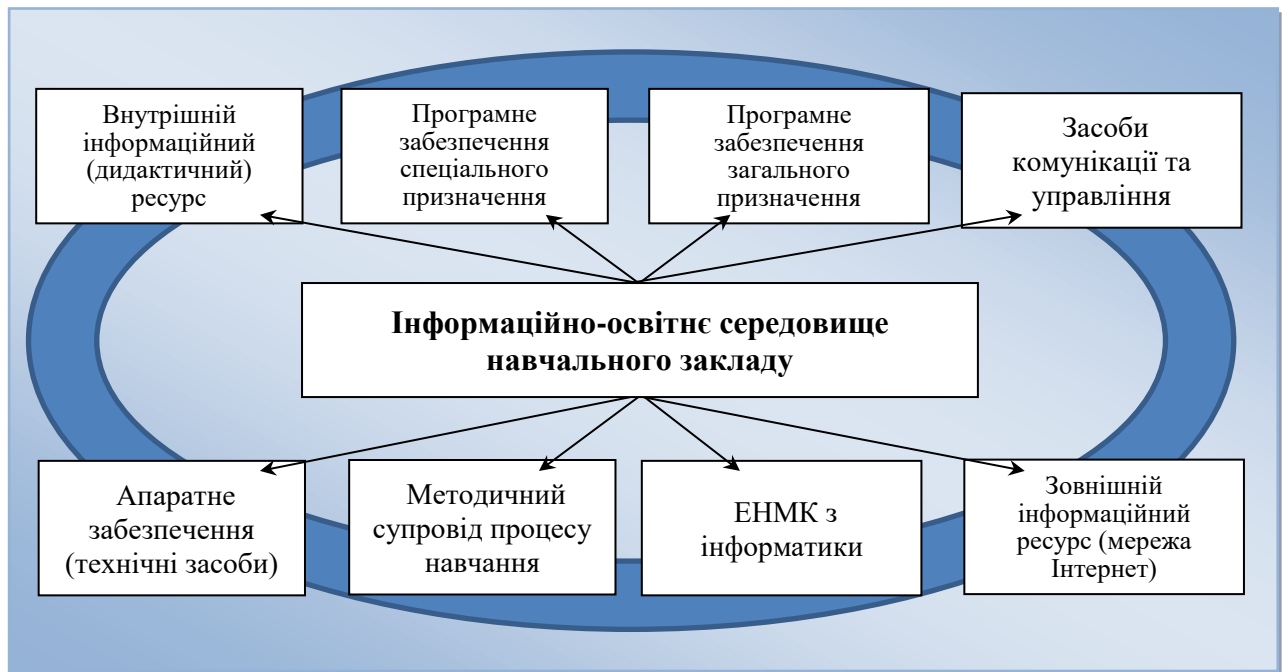 Внутрішній
інформаційний
(дидактичний)
ресурс
Програмне
забезпечення
спеціального
призначення
Програмне
забезпечення
загального
призначення
Засоби
комунікації та
управління
Інформаційно-освітнє середовище
навчального закладу
Апаратне
забезпечення
(технічні засоби)
Методичний
супровід процесу
навчання
ЕНМК з
інформатики
Зовнішній
інформаційний
ресурс (мережа
Інтернет)